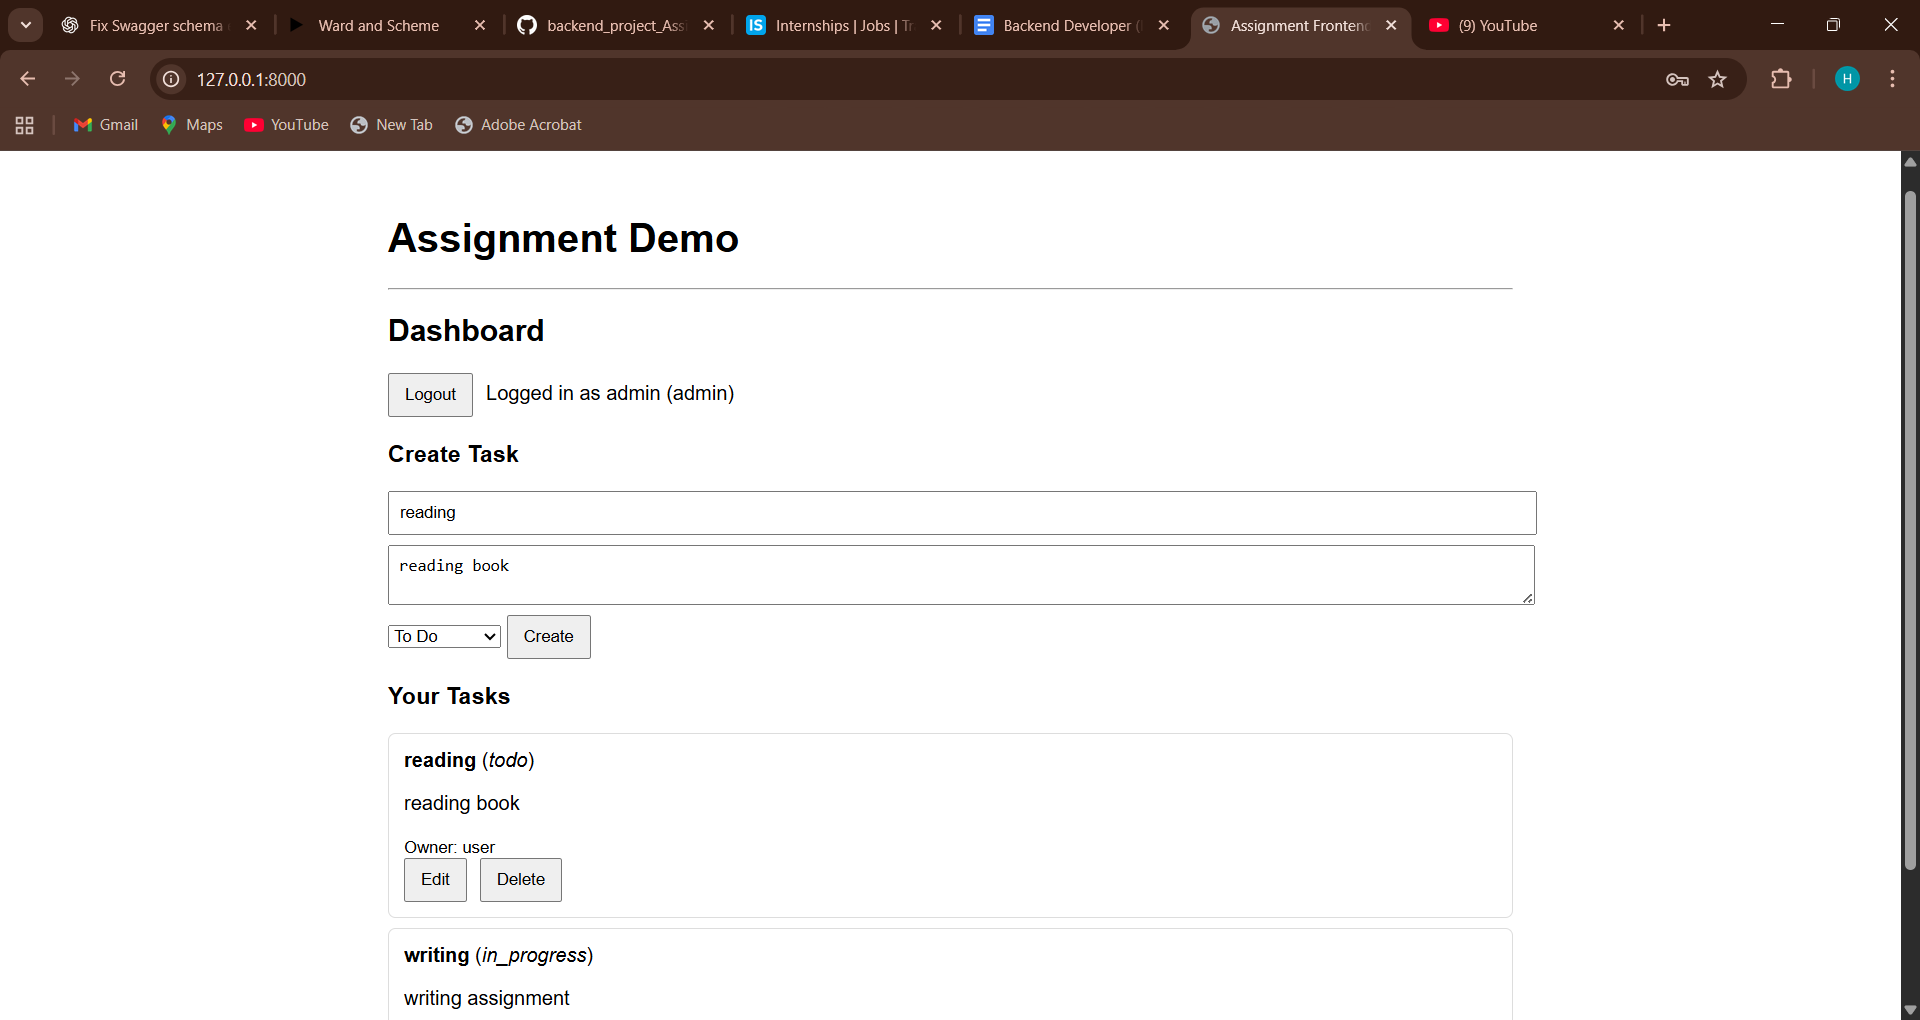 Fix Swagger schema
Ward and Scheme
backend_project_Ass
Internships | Jobs | Tr
Backend Developer (
Assignment Frontend
(9) YouTube
127.0.0.1:8000
H
Gmail
Maps
YouTube
New Tab
Adobe Acrobat
Assignment Demo
Dashboard
Logout Logged in as admin (admin)
Create Task
reading
reading book
To Do Create
Your Tasks
reading (todo)
reading book
Owner: user
Edit Delete
writing (in_progress)
writing assignment